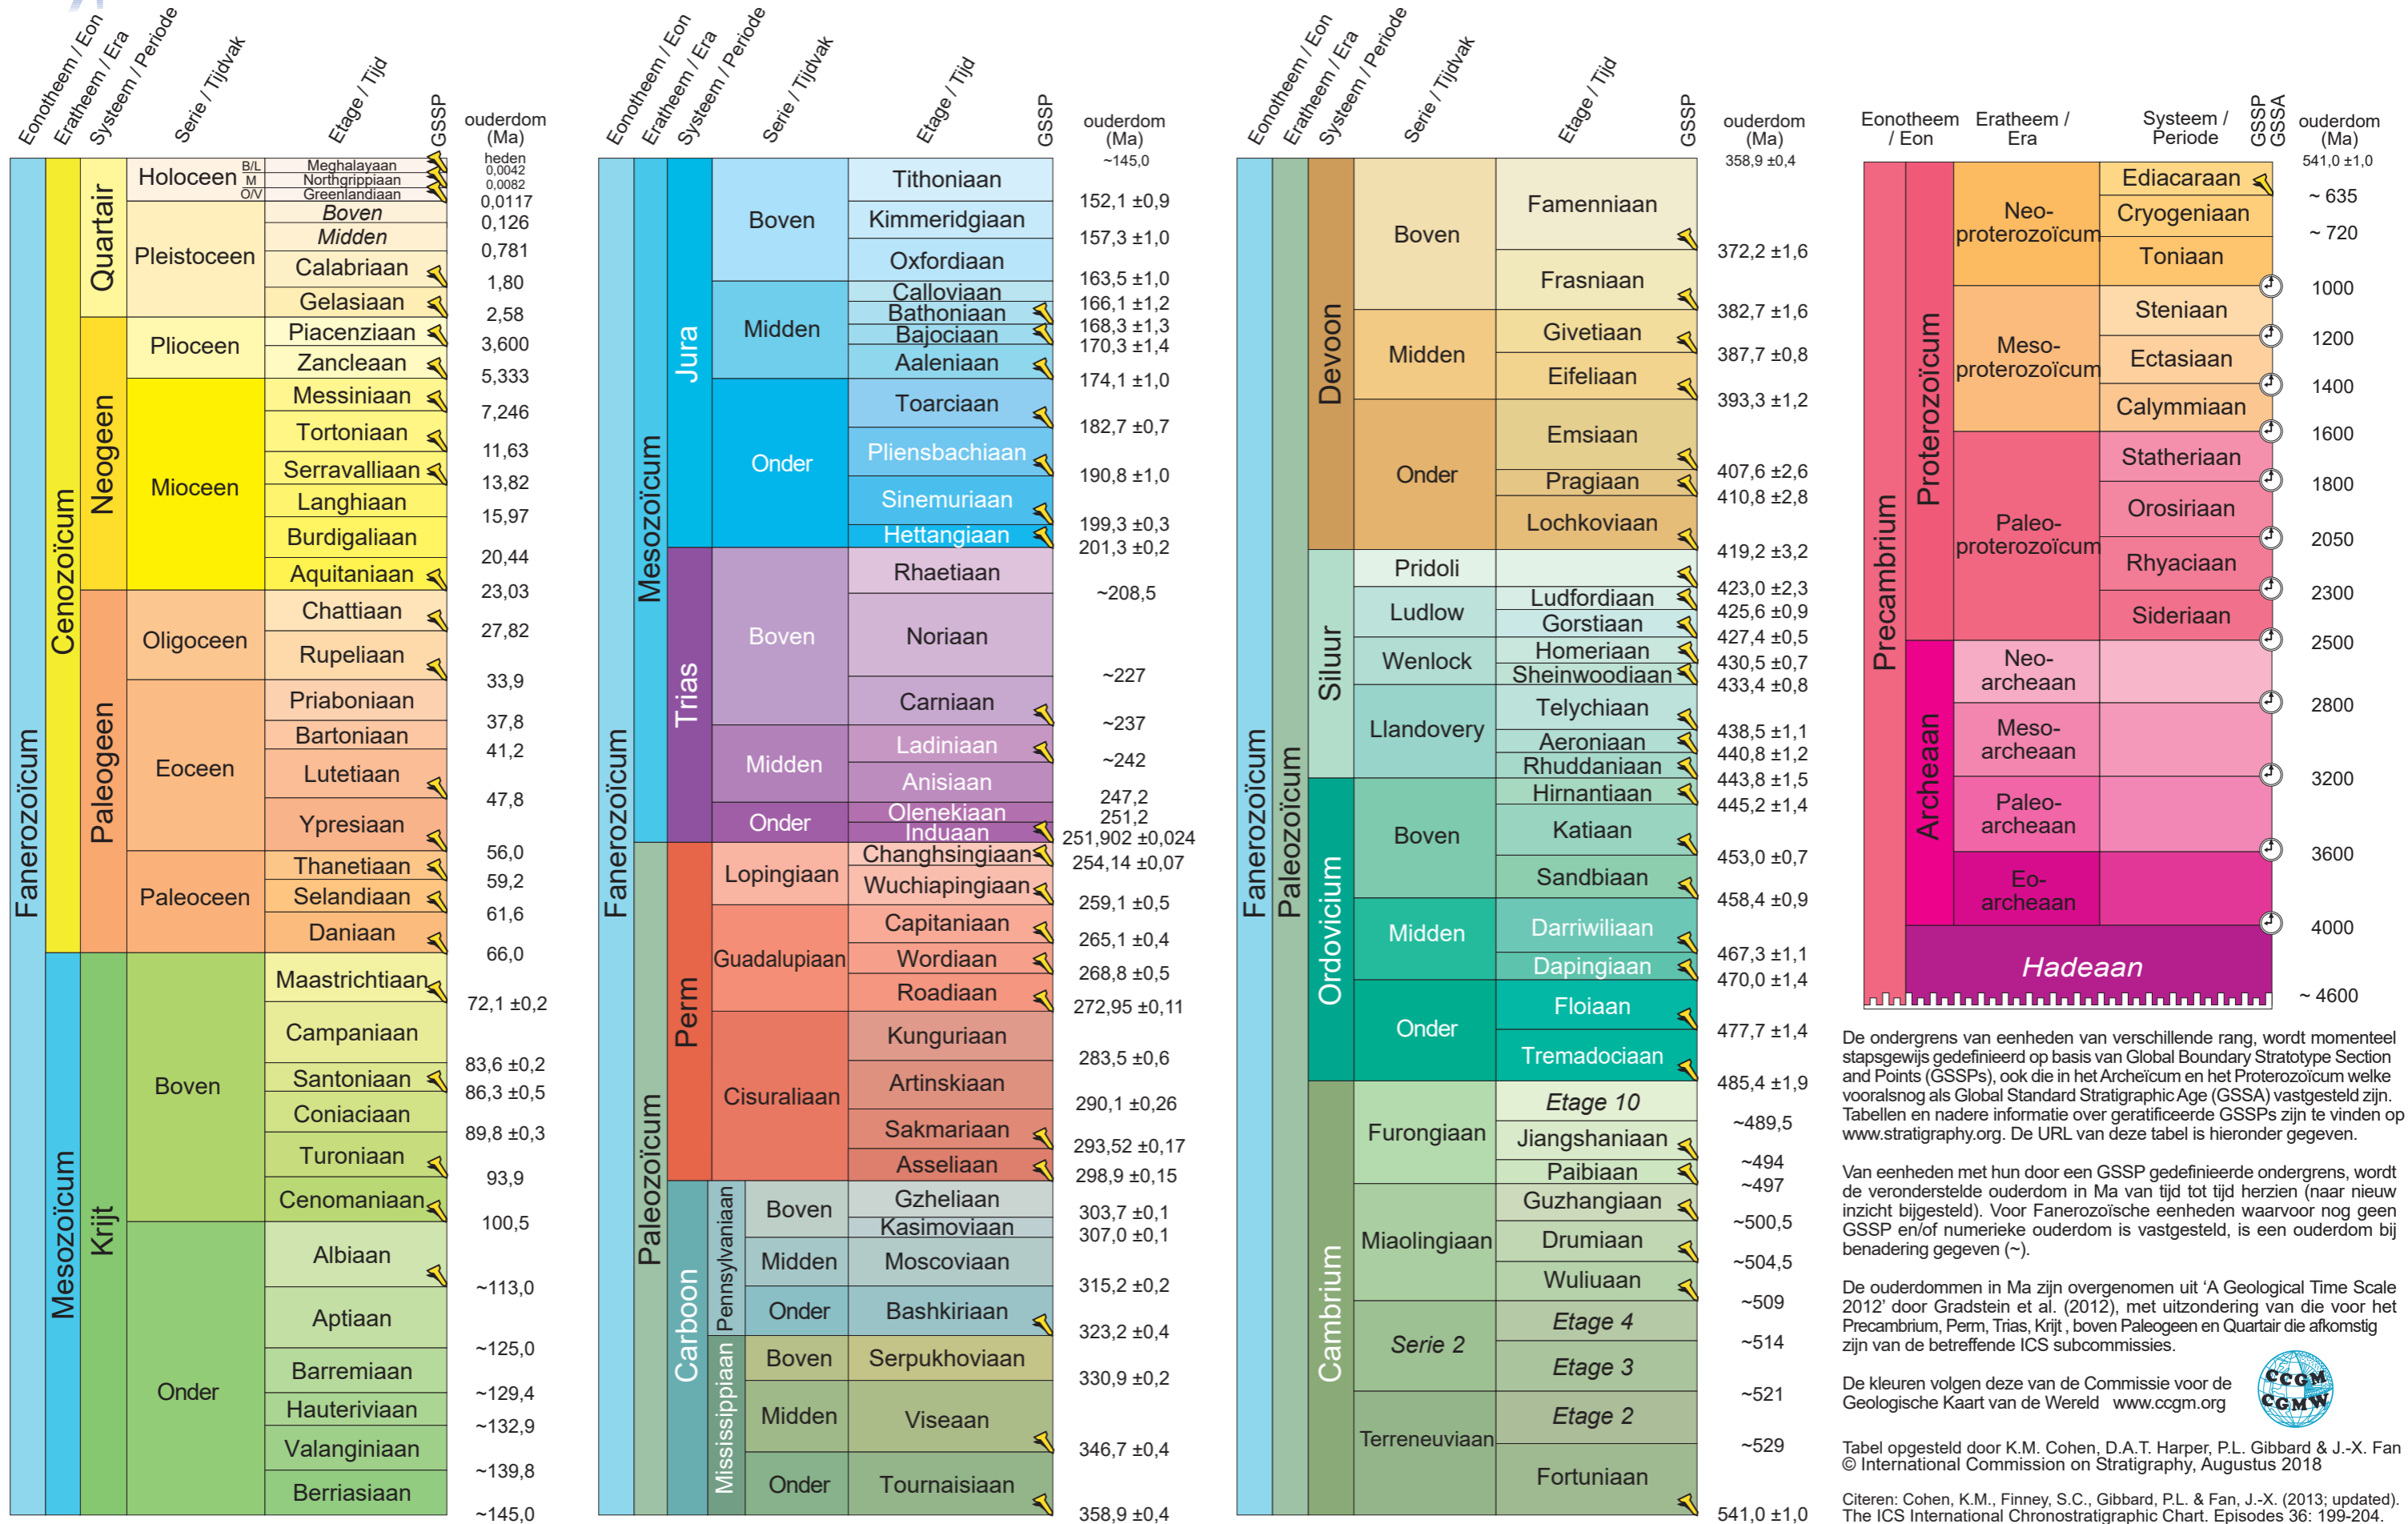 Eonotheem / Eon
Eratheem / Era
Systeem / Periode
Serie / Tijdvak
Etage / Tijd
GSSP
ouderdom
(Ma)
Fanerozoïcum
Cenozoïcum
Quartair
Holoceen
B/L
M
O/V
Meghalayaan
Northgrippiaan
Greenlandiaan
heden
0,0042
0,0082
0,0117
Pleistoceen
Boven
0,126
Midden
0,781
Calabriaan
1,80
Gelasiaan
2,58
Neogeen
Plioceen
Piacenziaan
3,600
Zancleaan
5,333
Mioceen
Messiniaan
7,246
Tortoniaan
11,63
Serravalliaan
13,82
Langhiaan
15,97
Burdigaliaan
20,44
Aquitaniaan
23,03
Paleogeen
Oligoceen
Chattiaan
27,82
Rupeliaan
33,9
Eoceen
Priaboniaan
37,8
Bartoniaan
41,2
Lutetiaan
47,8
Ypresiaan
56,0
Paleoceen
Thanetiaan
59,2
Selandiaan
61,6
Daniaan
66,0
Mesozoïcum
Krijt
Boven
Maastrichtiaan
72,1 ±0,2
Campaniaan
83,6 ±0,2
Santoniaan
86,3 ±0,5
Coniaciaan
89,8 ±0,3
Turoniaan
93,9
Cenomaniaan
100,5
Onder
Albiaan
~113,0
Aptiaan
~125,0
Barremiaan
~129,4
Hauteriviaan
~132,9
Valanginiaan
~139,8
Berriasiaan
~145,0
Eonotheem / Eon
Eratheem / Era
Systeem / Periode
Serie / Tijdvak
Etage / Tijd
GSSP
ouderdom
(Ma)
~145,0
Fanerozoïcum
Mesozoïcum
Jura
Boven
Tithoniaan
152,1 ±0,9
Kimmeridgiaan
157,3 ±1,0
Oxfordiaan
163,5 ±1,0
Midden
Calloviaan
166,1 ±1,2
Bathoniaan
168,3 ±1,3
Bajociaan
170,3 ±1,4
Aaleniaan
174,1 ±1,0
Onder
Toarciaan
182,7 ±0,7
Pliensbachiaan
190,8 ±1,0
Sinemuriaan
199,3 ±0,3
Hettangiaan
201,3 ±0,2
Trias
Boven
Rhaetiaan
~208,5
Noriaan
~227
Carniaan
~237
Midden
Ladiniaan
~242
Anisiaan
247,2
Onder
Olenekiaan
251,2
Induaan
251,902 ±0,024
Paleozoïcum
Perm
Lopingiaan
Changhsingiaan
254,14 ±0,07
Wuchiapingiaan
259,1 ±0,5
Guadalupiaan
Capitaniaan
265,1 ±0,4
Wordiaan
268,8 ±0,5
Roadiaan
272,95 ±0,11
Cisuraliaan
Kunguriaan
283,5 ±0,6
Artinskiaan
290,1 ±0,26
Sakmariaan
293,52 ±0,17
Asseliaan
298,9 ±0,15
Carboon
Pennsylvaniaan
Boven
Gzheliaan
303,7 ±0,1
Kasimoviaan
307,0 ±0,1
Midden
Moscoviaan
315,2 ±0,2
Onder
Bashkiriaan
323,2 ±0,4
Mississippiaan
Boven
Serpukhoviaan
330,9 ±0,2
Midden
Viseaan
346,7 ±0,4
Onder
Tournaisiaan
358,9 ±0,4
Eonotheem / Eon
Eratheem / Era
Systeem / Periode
Serie / Tijdvak
Etage / Tijd
GSSP
ouderdom
(Ma)
358,9 ±0,4
Fanerozoïcum
Paleozoïcum
Devoon
Boven
Famenniaan
372,2 ±1,6
Frasniaan
382,7 ±1,6
Midden
Givetiaan
387,7 ±0,8
Eifeliaan
393,3 ±1,2
Onder
Emsiaan
407,6 ±2,6
Pragiaan
410,8 ±2,8
Lochkoviaan
419,2 ±3,2
Siluur
Pridoli
423,0 ±2,3
Ludlow
Ludfordiaan
425,6 ±0,9
Gorstiaan
427,4 ±0,5
Wenlock
Homeriaan
430,5 ±0,7
Sheinwoodiaan
433,4 ±0,8
Llandovery
Telychiaan
438,5 ±1,1
Aeroniaan
440,8 ±1,2
Rhuddaniaan
443,8 ±1,5
Ordovicium
Boven
Hirnantiaan
445,2 ±1,4
Katiaan
453,0 ±0,7
Sandbiaan
458,4 ±0,9
Midden
Darriwiliaan
467,3 ±1,1
Dapingiaan
470,0 ±1,4
Onder
Floiaan
477,7 ±1,4
Tremadociaan
485,4 ±1,9
Cambrium
Furongiaan
Etage 10
~489,5
Jiangshaniaan
~494
Paibiaan
~497
Miaolingiaan
Guzhangiaan
~500,5
Drumiaan
~504,5
Wuliuaan
~509
Serie 2
Etage 4
~514
Etage 3
~521
Terreneuviaan
Etage 2
~529
Fortuniaan
541,0 ±1,0
Eonotheem
/ Eon
Eratheem /
Era
Systeem /
Periode
GSSP
GSSA
ouderdom
(Ma)
541,0 ±1,0
Precambrium
Proterozoïcum
Neo-
proterozoïcum
Ediacaraan
~ 635
Cryogeniaan
~ 720
Toniaan
1000
Meso-
proterozoïcum
Steniaan
1200
Ectasiaan
1400
Calymmiaan
1600
Paleo-
proterozoïcum
Statheriaan
1800
Orosiriaan
2050
Rhyaciaan
2300
Sideriaan
2500
Archeaan
Neo-
archeaan
2800
Meso-
archeaan
3200
Paleo-
archeaan
3600
Eo-
archeaan
4000
Hadeaan
~ 4600
De ondergrens van eenheden van verschillende rang, wordt momenteel
stapsgewijs gedefinieerd op basis van Global Boundary Stratotype Section
and Points (GSSPs), ook die in het Archeïcum en het Proterozoïcum welke
vooralsnog als Global Standard Stratigraphic Age (GSSA) vastgesteld zijn.
Tabellen en nadere informatie over geratificeerde GSSPs zijn te vinden op
www.stratigraphy.org. De URL van deze tabel is hieronder gegeven.
Van eenheden met hun door een GSSP gedefinieerde ondergrens, wordt
de veronderstelde ouderdom in Ma van tijd tot tijd herzien (naar nieuw
inzicht bijgesteld). Voor Fanerozoïsche eenheden waarvoor nog geen
GSSP en/of numerieke ouderdom is vastgesteld, is een ouderdom bij
benadering gegeven (~).
De ouderdommen in Ma zijn overgenomen uit ‘A Geological Time Scale
2012’ door Gradstein et al. (2012), met uitzondering van die voor het
Precambrium, Perm, Trias, Krijt , boven Paleogeen en Quartair die afkomstig
zijn van de betreffende ICS subcommissies.
De kleuren volgen deze van de Commissie voor de
Geologische Kaart van de Wereld www.ccgm.org
CCGM
CGMW
Tabel opgesteld door K.M. Cohen, D.A.T. Harper, P.L. Gibbard & J.-X. Fan
© International Commission on Stratigraphy, Augustus 2018
Citeren: Cohen, K.M., Finney, S.C., Gibbard, P.L. & Fan, J.-X. (2013; updated).
The ICS International Chronostratigraphic Chart. Episodes 36: 199-204.